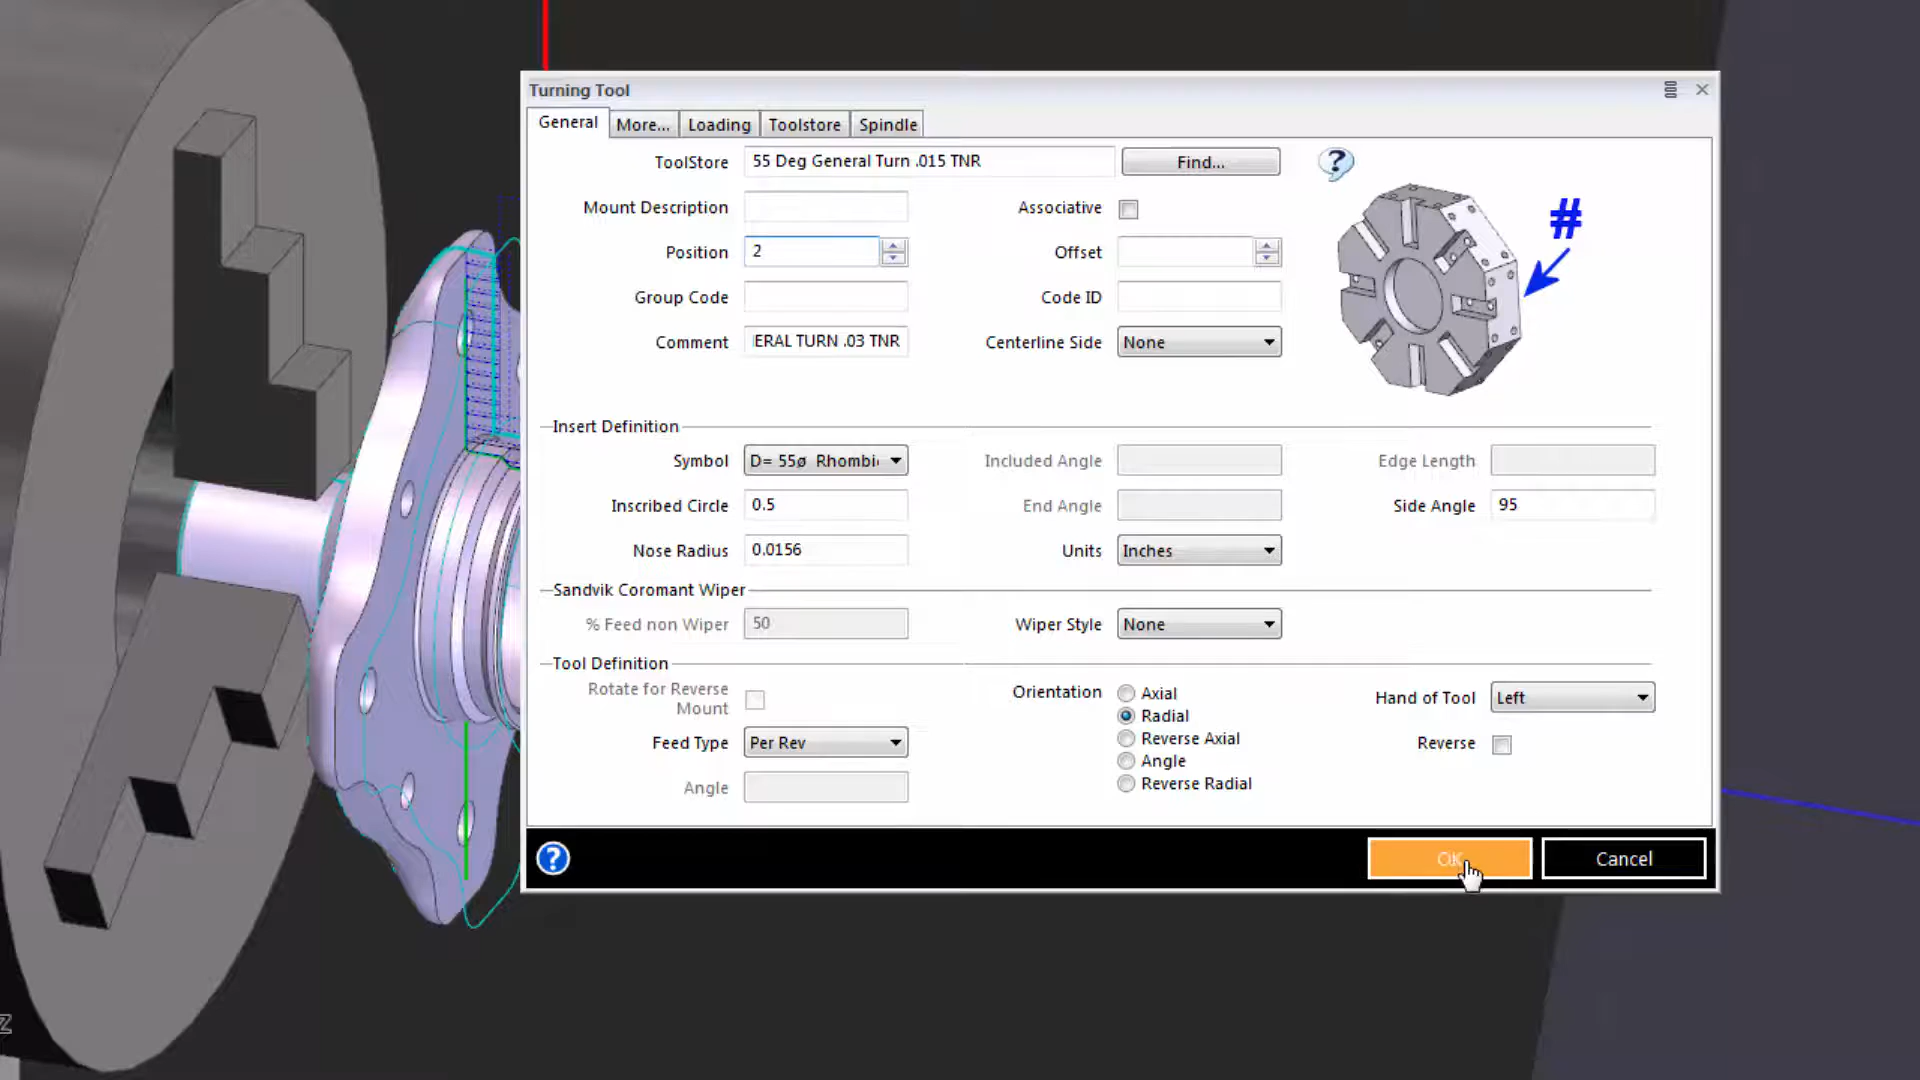 Turning Tool
General More... Loading Toolstore Spindle
ToolStore 55 Deg General Turn .015 TNR Find...
Mount Description Associative
Position 2 Offset
Group Code Code ID
Comment ERAL TURN .03 TNR Centerline Side None
#
Insert Definition
Symbol D= 55ø Rhombi Included Angle Edge Length
Inscribed Circle 0.5 End Angle Side Angle 95
Nose Radius 0.0156 Units Inches
Sandvik Coromant Wiper
% Feed non Wiper 50 Wiper Style None
Tool Definition
Rotate for Reverse
Mount
Orientation Axial
Radial
Reverse Axial
Angle
Reverse Radial
Hand of Tool Left
Reverse
Feed Type Per Rev
Angle
OK Cancel
Z